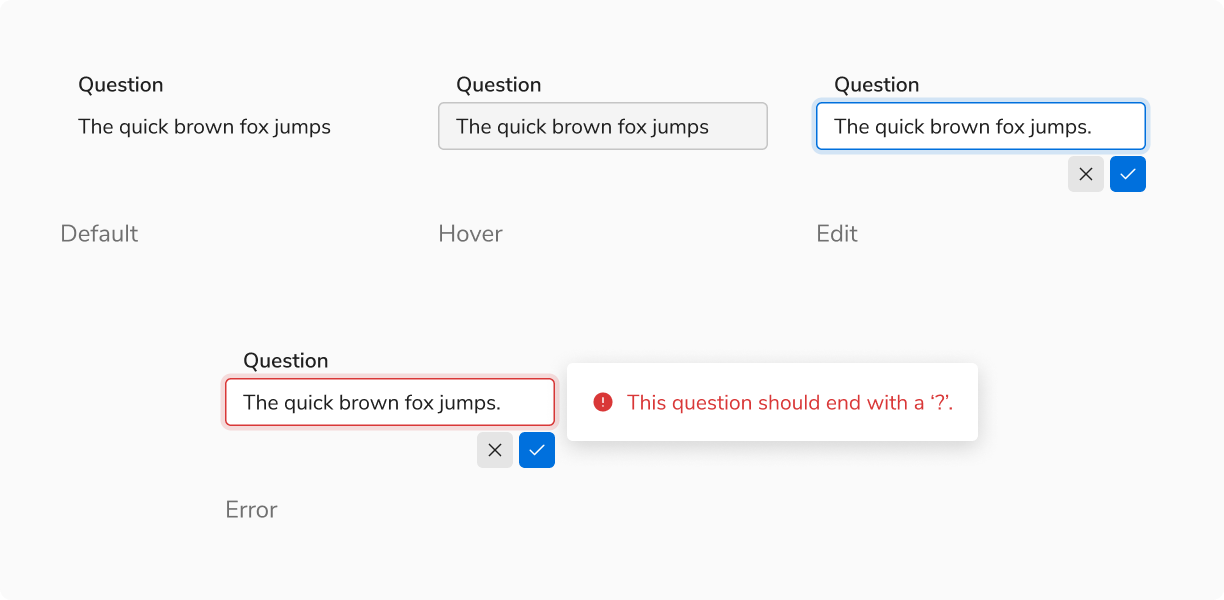 Question
The quick brown fox jumps
Default
Question
The quick brown fox jumps
Hover
Question
The quick brown fox jumps.
Edit
Question
The quick brown fox jumps.
This question should end with a ‘?’.
Error